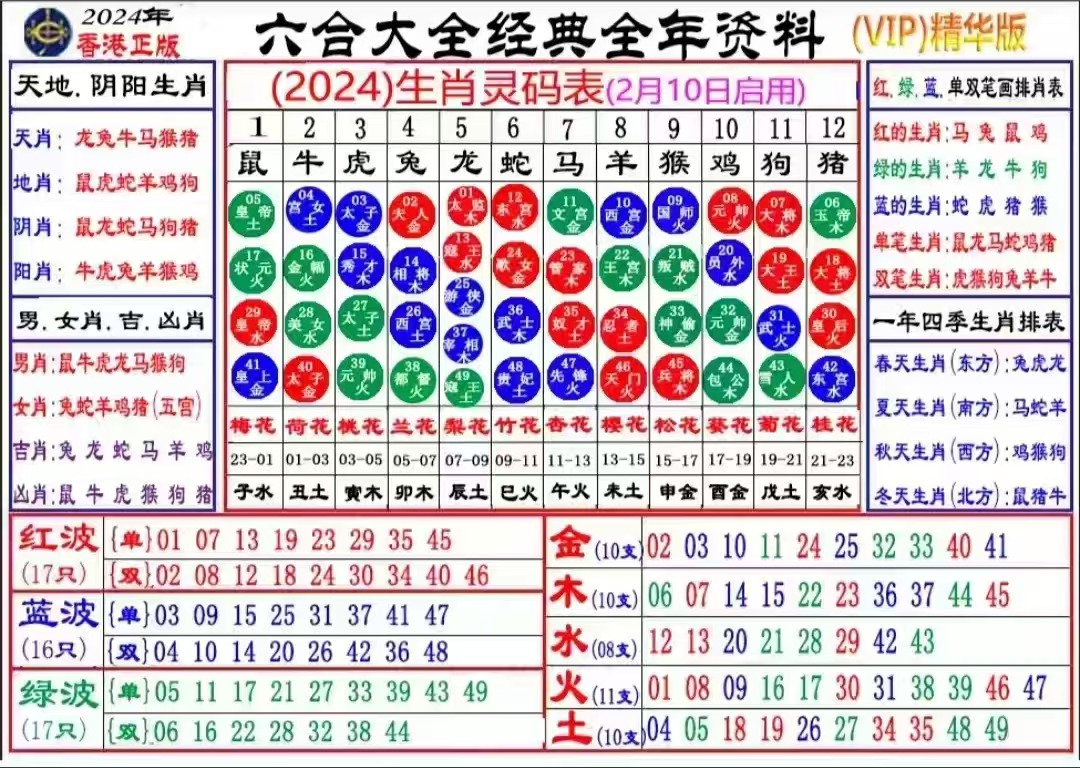 2024年
香港正版
六合大全经典全年资料
(VIP)精华版
天地.阴阳生肖
天肖:龙兔牛马猴猪
地肖:鼠虎蛇羊鸡狗
阴肖:鼠龙蛇马狗猪
阳肖:牛虎兔羊猴鸡
男.女肖.吉.凶肖
男肖:鼠牛虎龙马猴狗
女肖:兔蛇羊鸡猪(五宫)
吉肖:兔 龙 蛇 马 羊 鸡
凶肖:鼠 牛 虎 猴 狗 猪
(2024)生肖灵码表(2月10日启用)
1 2 3 4 5 6 7 8 9 10 11 12
鼠 牛 虎 兔 龙 蛇 马 羊 猴 鸡 狗 猪
05 皇帝 土
04 宫女 土
03 太子 金
02 夫人 金
01 太监 木
12 东宫 水
11 文宫 金
10 西宫 金
09 国师 火
08 元帅 火
07 大将 木
06 玉帝 木
17 状元 火
16 金幅 火
15 秀才 木
14 相将 木
13 寇王 水
24 歌女 金
23 管家 木
22 王宫 木
21 叛贼 水
20 员外 水
19 大王 土
18 大将 土
29 皇帝 水
28 美女 水
27 太子 土
26 西宫 土
25 游侠 金
36 武士 木
35 奴才 土
34 忍者 土
33 神偷 金
32 元帅 金
31 武士 火
30 皇后 火
41 皇上 金
40 太子 金
39 元帅 火
38 都督 火
37 宰相 木
48 贵妃 土
47 先锋 火
46 天门 火
45 兵将 木
44 包公 木
43 雪人 水
42 东宫 水
49 寇王 土
梅花 荷花 桃花 兰花 梨花 竹花 杏花 樱花 松花 葵花 菊花 桂花
23-01 01-03 03-05 05-07 07-09 09-11 11-13 13-15 15-17 17-19 19-21 21-23
子水 丑土 寅木 卯木 辰土 巳火 午火 未土 申金 酉金 戊土 亥水
红.绿.蓝.单双笔画排肖表
红的生肖:马 兔 鼠 鸡
绿的生肖:羊 龙 牛 狗
蓝的生肖:蛇 虎 猪 猴
单笔生肖:鼠龙马蛇鸡猪
双笔生肖:虎猴狗兔羊牛
一年四季生肖排表
春天生肖(东方):兔虎龙
夏天生肖(南方):马蛇羊
秋天生肖(西方):鸡猴狗
冬天生肖(北方):鼠猪牛
红波
(17只)
{单}01 07 13 19 23 29 35 45
{双}02 08 12 18 24 30 34 40 46
蓝波
(16只)
{单}03 09 15 25 31 37 41 47
{双}04 10 14 20 26 42 36 48
绿波
(17只)
{单}05 11 17 21 27 33 39 43 49
{双}06 16 22 28 32 38 44
金(10支)02 03 10 11 24 25 32 33 40 41
木(10支)06 07 14 15 22 23 36 37 44 45
水(08支)12 13 20 21 28 29 42 43
火(11支)01 08 09 16 17 30 31 38 39 46 47
土(10支)04 05 18 19 26 27 34 35 48 49